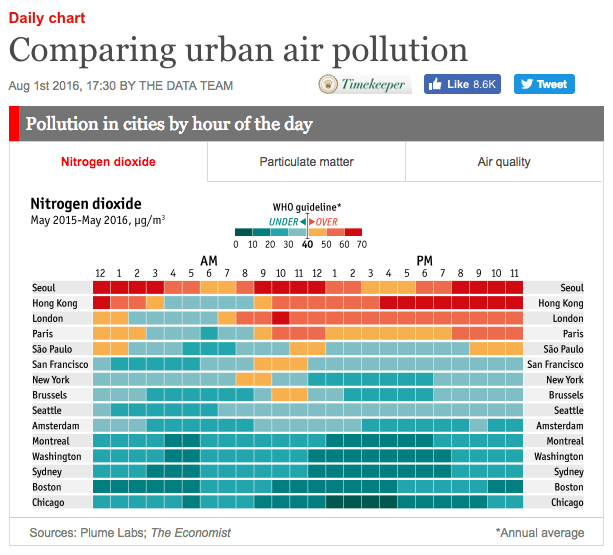 Daily chart
Comparing urban air pollution
Aug 1st 2016, 17:30 BY THE DATA TEAM
Timekeeper
Like 8.6K
Tweet
Pollution in cities by hour of the day
Nitrogen dioxide Particulate matter Air quality
Nitrogen dioxide
May 2015-May 2016, µg/m³
WHO guideline*
UNDER OVER
0 10 20 30 40 50 60 70
AM PM
12 1 2 3 4 5 6 7 8 9 10 11 12 1 2 3 4 5 6 7 8 9 10 11
Seoul Seoul
Hong Kong Hong Kong
London London
Paris Paris
São Paulo São Paulo
San Francisco San Francisco
New York New York
Brussels Brussels
Seattle Seattle
Amsterdam Amsterdam
Montreal Montreal
Washington Washington
Sydney Sydney
Boston Boston
Chicago Chicago
Sources: Plume Labs; The Economist *Annual average